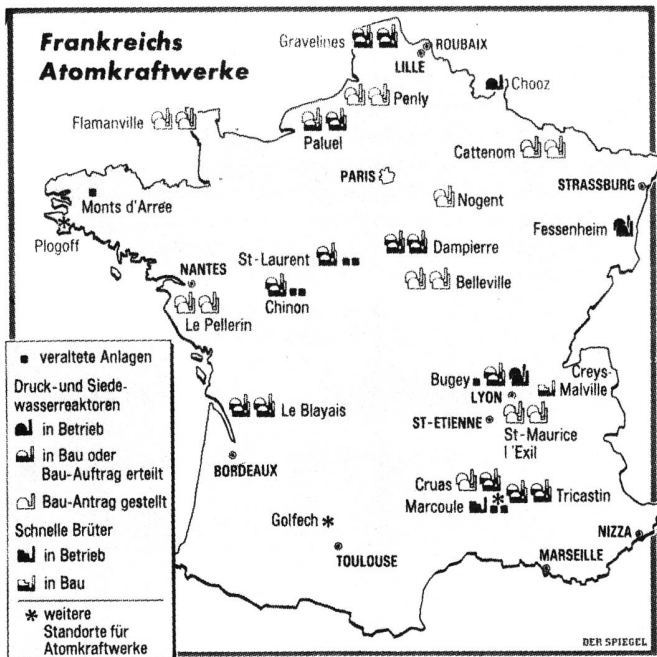 Frankreichs
Atomkraftwerke
Gravelines
ROUBAIX
LILLE
Chooz
Penly
Flamanville
Paluel
Cattenom
PARIS
STRASSBURG
Monts d'Arrée
Nogent
Plogoff
Fessenheim
Dampierre
St-Laurent
NANTES
Belleville
Chinon
Le Pellerin
veraltete Anlagen
Druck-und Siede-
wasserreaktoren
in Betrieb
in Bau oder
Bau-Auftrag erteilt
Bau-Antrag gestellt
Schnelle Brüter
in Betrieb
in Bau
* weitere
Standorte für
Atomkraftwerke
Creys-
Malville
Bugey
LYON
Le Blayais
ST-ETIENNE
St-Maurice
l'Exil
BORDEAUX
Cruas
Marcoule
Tricastin
Golfech *
NIZZA
TOULOUSE
MARSEILLE
DER SPIEGEL